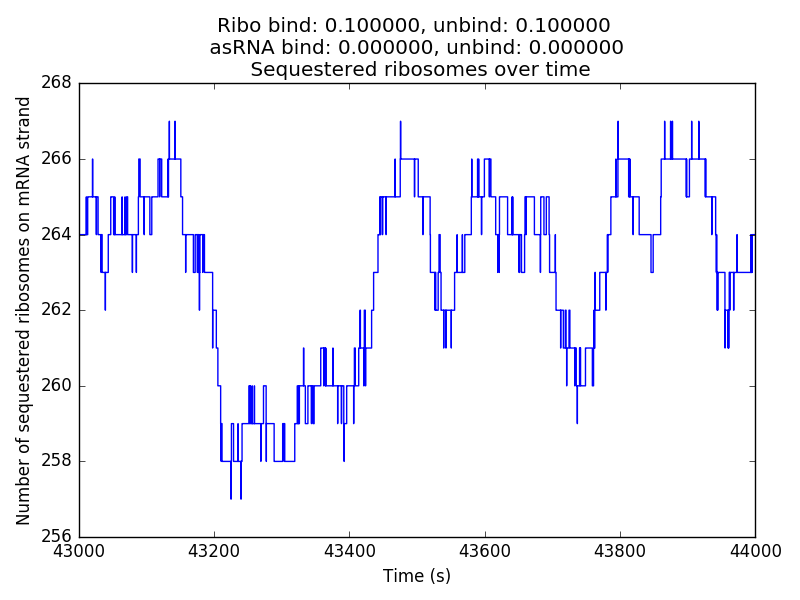 Ribo bind: 0.100000, unbind: 0.100000
asRNA bind: 0.000000, unbind: 0.000000
Sequestered ribosomes over time
Number of sequestered ribosomes on mRNA strand
268
266
264
262
260
258
256
43000
43200
43400
43600
43800
44000
Time (s)